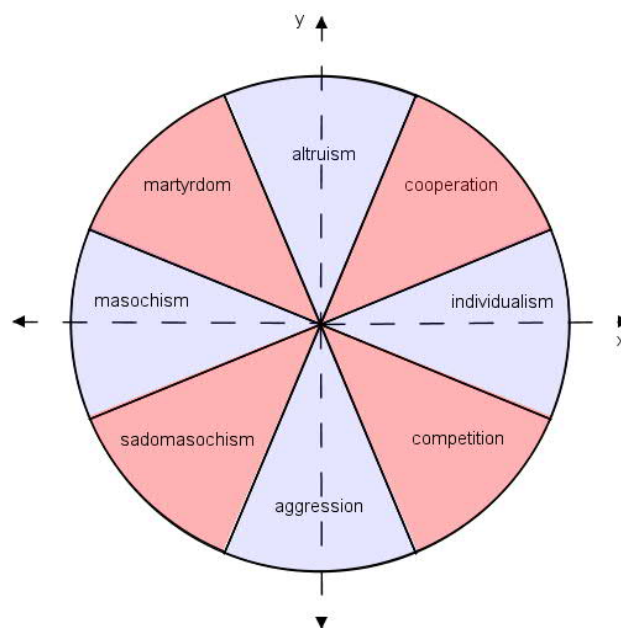 y
altruism
martyrdom
cooperation
masochism
individualism
x
sadomasochism
competition
aggression